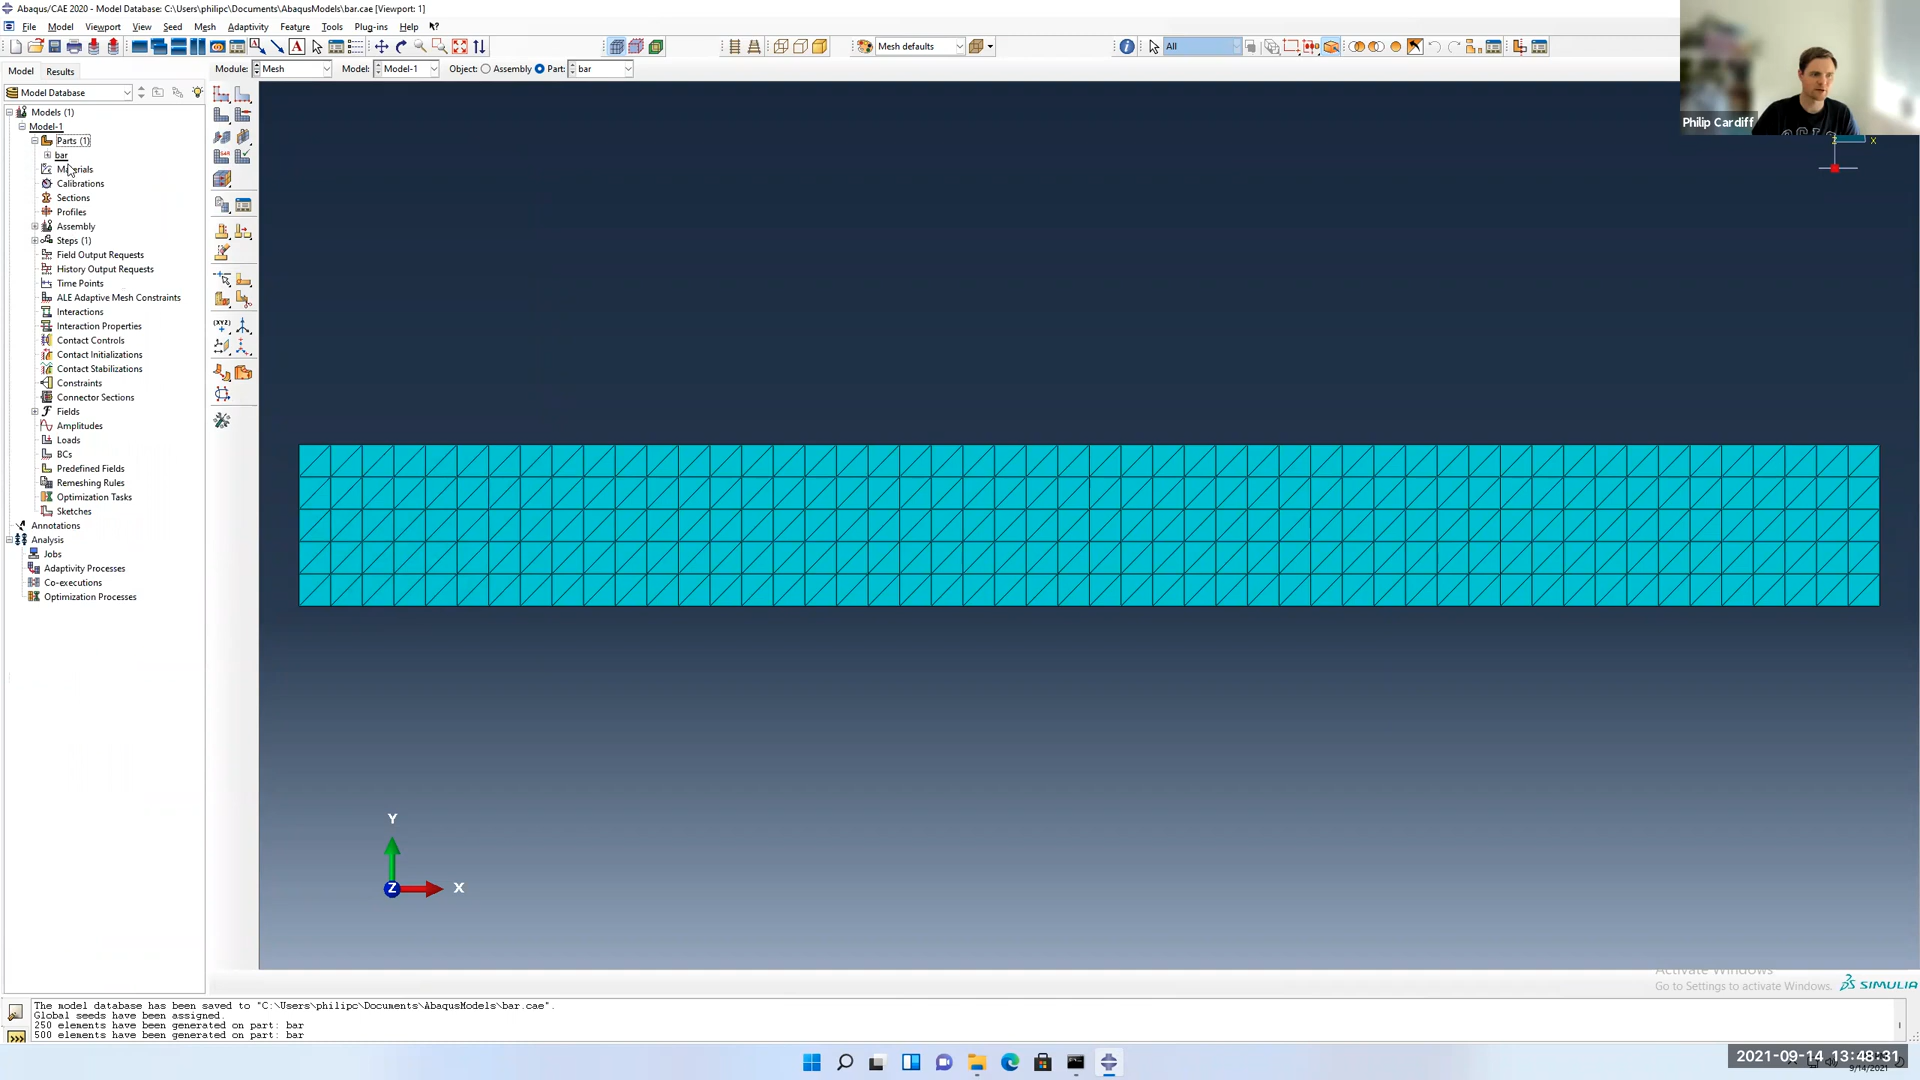 Abaqus/CAE 2020 - Model Database: C:\Users\philipc\Documents\AbaqusModels\bar.cae [Viewport: 1]
File Model Viewport View Seed Mesh Adaptivity Feature Tools Plug-ins Help
A Mesh defaults All
Model Results Module: Mesh Model: Model-1 Object: Assembly Part: bar
Model Database
Models (1)
Model-1
Parts (1)
bar
Materials
Calibrations
Sections
Profiles
Assembly
Steps (1)
Field Output Requests
History Output Requests
Time Points
ALE Adaptive Mesh Constraints
Interactions
Interaction Properties
Contact Controls
Contact Initializations
Contact Stabilizations
Constraints
Connector Sections
Fields
Amplitudes
Loads
BCs
Predefined Fields
Remeshing Rules
Optimization Tasks
Sketches
Annotations
Analysis
Jobs
Adaptivity Processes
Co-executions
Optimization Processes
(XYZ)
Philip Cardiff
X
Y
Z X
Activate Windows
Go to Settings to activate Windows.
SIMULIA
The model database has been saved to "C:\Users\philipc\Documents\AbaqusModels\bar.cae".
Global seeds have been assigned.
250 elements have been generated on part: bar
500 elements have been generated on part: bar
2021-09-14 13:48:31
9/14/2021